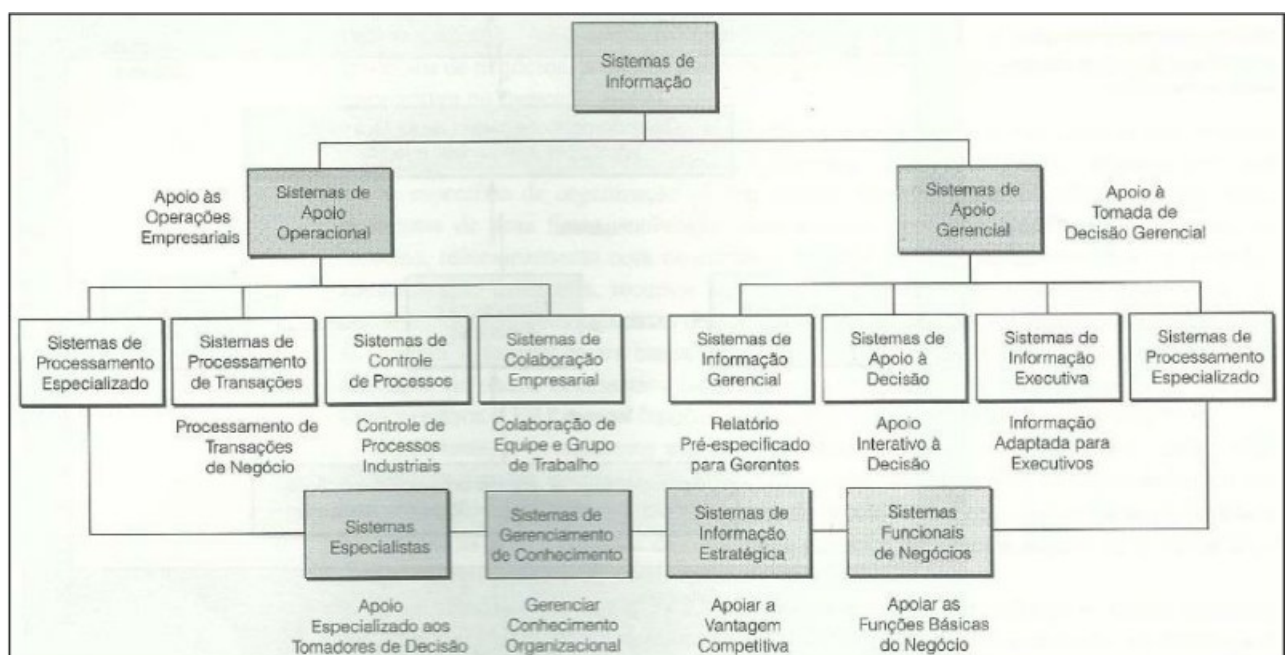 Sistemas de
Informação
Apoio às
Operações
Empresariais
Sistemas de
Apoio
Operacional
Sistemas de
Apoio
Gerencial
Apoio à
Tomada de
Decisão Gerencial
Sistemas de
Processamento
Especializado
Sistemas de
Processamento
de Transações
Sistemas de
Controle
de Processos
Sistemas de
Colaboração
Empresarial
Sistemas de
Informação
Gerencial
Sistemas de
Apoio à
Decisão
Sistemas de
Informação
Executiva
Sistemas de
Processamento
Especializado
Processamento de
Transações
de Negócio
Controle de
Processos
Industriais
Colaboração de
Equipe e Grupo
de Trabalho
Relatório
Pré-especificado
para Gerentes
Apoio
Interativo à
Decisão
Informação
Adaptada para
Executivos
Sistemas
Especialistas
Sistemas de
Gerenciamento
de Conhecimento
Sistemas de
Informação
Estratégica
Sistemas
Funcionais
de Negócios
Apoio
Especializado aos
Tomadores de Decisão
Gerenciar
Conhecimento
Organizacional
Apoiar a
Vantagem
Competitiva
Apoiar as
Funções Básicas
do Negócio